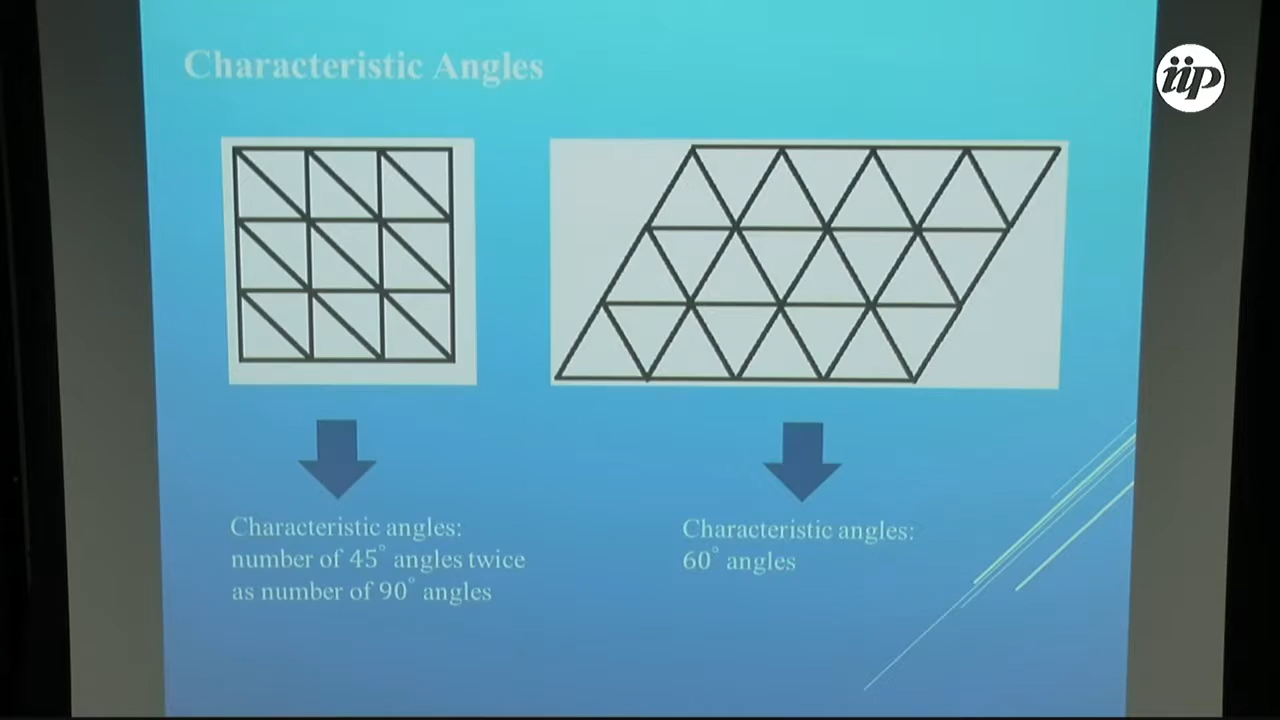 Characteristic Angles
iip
Characteristic angles:
number of 45° angles twice
as number of 90° angles
Characteristic angles:
60° angles